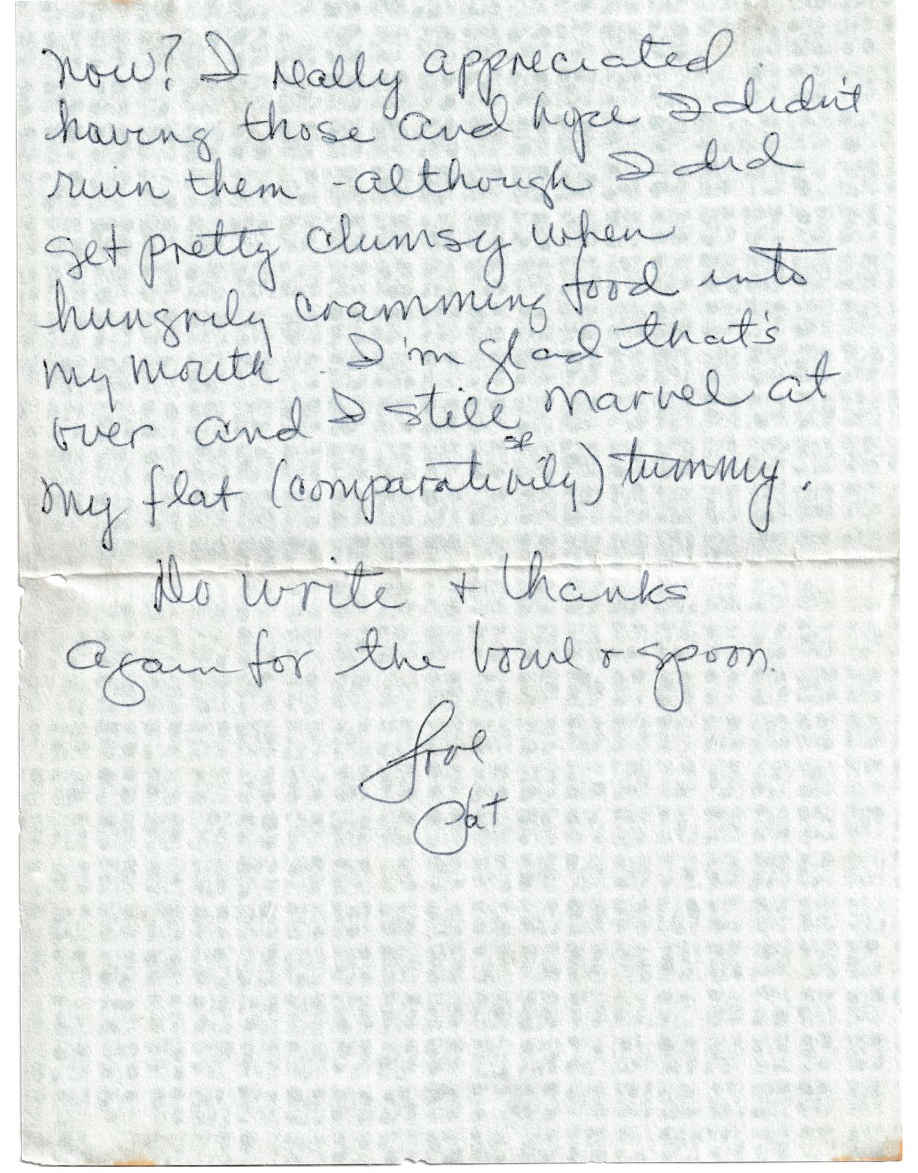 now? I really appreciated
having those and hope I didn't
ruin them - although I did
get pretty clumsy when
hungrily cramming food into
my mouth. I'm glad that's
over and I still marvel at
sp
my flat (comparativily) tummy.
Do write + thanks
again for the bowl & spoon.
Love
Pat